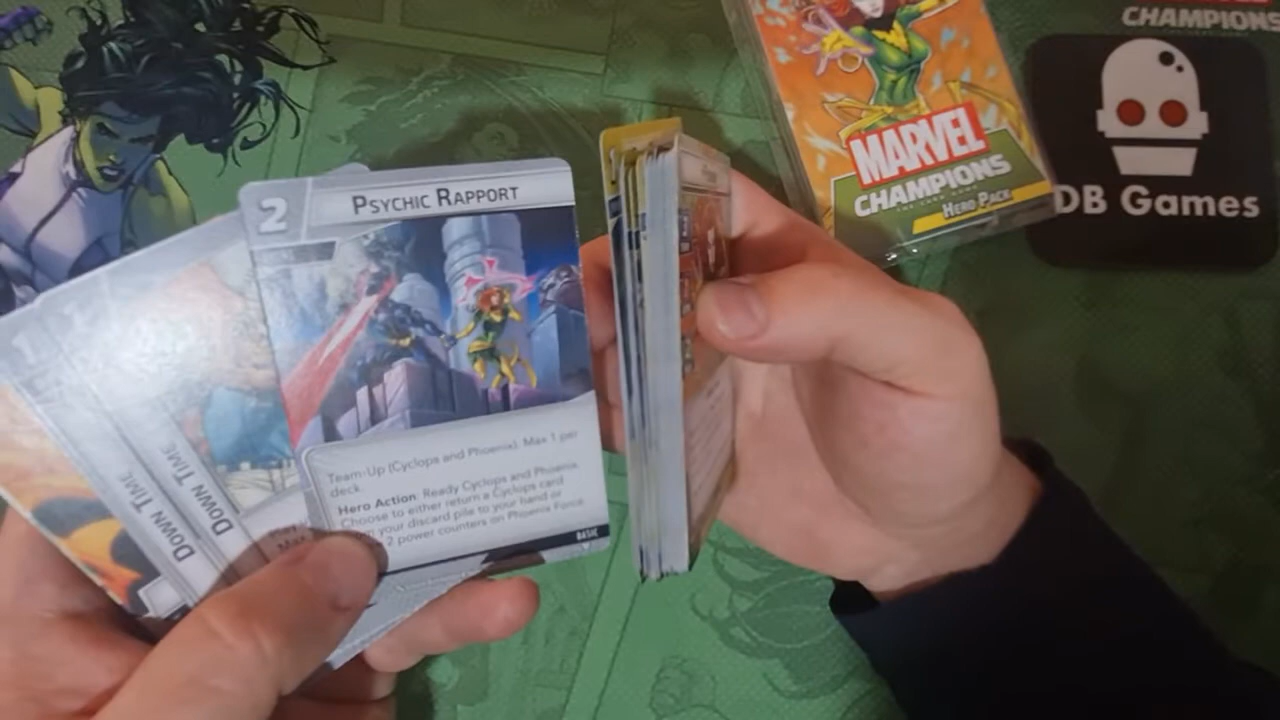 CHAMPIONS
MARVEL
CHAMPIONS
HERO PACK
DB Games
2
PSYCHIC RAPPORT
Team-Up (Cyclops and Phoenix). Max 1 per
deck.
Hero Action: Ready Cyclops and Phoenix.
Choose to either return a Cyclops card
your discard pile to your hand or
2 power counters on Phoenix Force.
BASIC
1
DOWN TIME
DOWN TIME